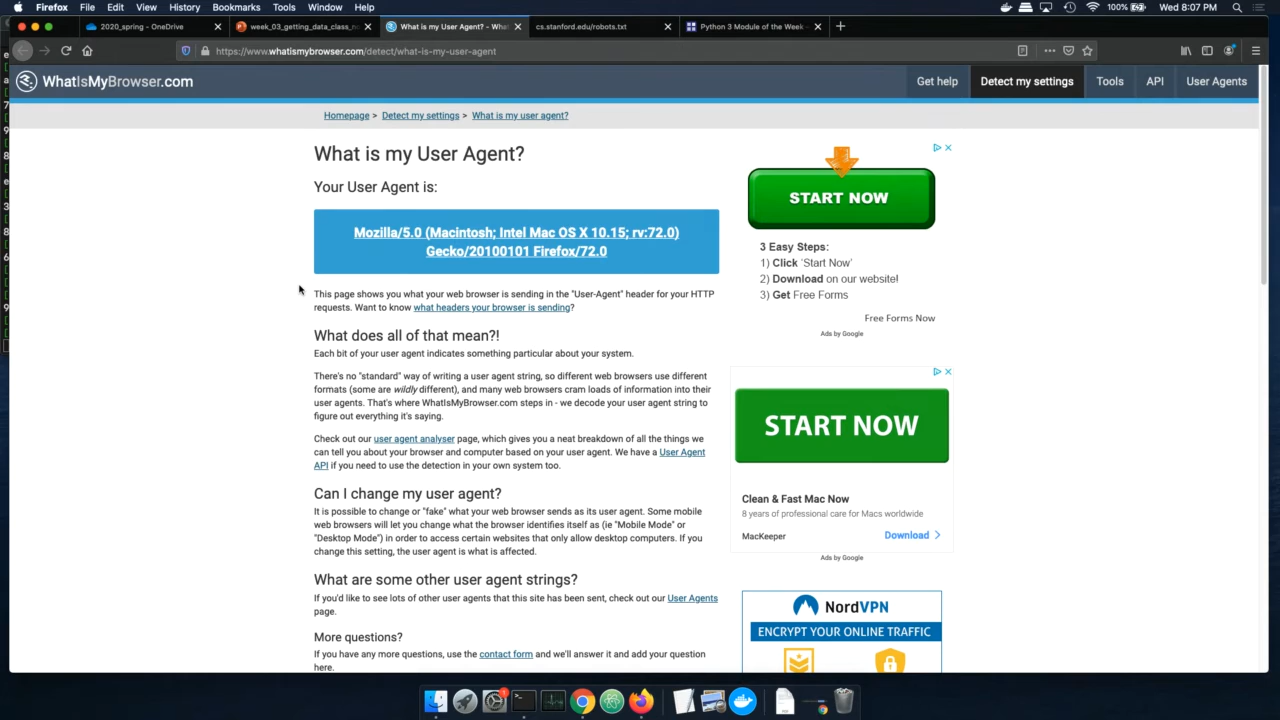 Firefox File Edit View History Bookmarks Tools Window Help 100% Wed 8:07 PM
2020_spring - OneDrive
week_03_getting_data_class_no
What is my User Agent? - What
cs.stanford.edu/robots.txt
Python 3 Module of the Week —
https://www.whatismybrowser.com/detect/what-is-my-user-agent
WhatIsMyBrowser.com
Get help Detect my settings Tools API User Agents
Homepage > Detect my settings > What is my user agent?
What is my User Agent?
Your User Agent is:
Mozilla/5.0 (Macintosh; Intel Mac OS X 10.15; rv:72.0)
Gecko/20100101 Firefox/72.0
This page shows you what your web browser is sending in the "User-Agent" header for your HTTP
requests. Want to know what headers your browser is sending?
What does all of that mean?!
Each bit of your user agent indicates something particular about your system.
There's no "standard" way of writing a user agent string, so different web browsers use different
formats (some are wildly different), and many web browsers cram loads of information into their
user agents. That's where WhatIsMyBrowser.com steps in - we decode your user agent string to
figure out everything it's saying.
Check out our user agent analyser page, which gives you a neat breakdown of all the things we
can tell you about your browser and computer based on your user agent. We have a User Agent
API if you need to use the detection in your own system too.
Can I change my user agent?
It is possible to change or "fake" what your web browser sends as its user agent. Some mobile
web browsers will let you change what the browser identifies itself as (ie "Mobile Mode" or
"Desktop Mode") in order to access certain websites that only allow desktop computers. If you
change this setting, the user agent is what is affected.
What are some other user agent strings?
If you'd like to see lots of other user agents that this site has been sent, check out our User Agents
page.
More questions?
If you have any more questions, use the contact form and we'll answer it and add your question
here.
START NOW
3 Easy Steps:
1) Click 'Start Now'
2) Download on our website!
3) Get Free Forms
Free Forms Now
Ads by Google
START NOW
Clean & Fast Mac Now
8 years of professional care for Macs worldwide
MacKeeper Download
Ads by Google
NordVPN
ENCRYPT YOUR ONLINE TRAFFIC